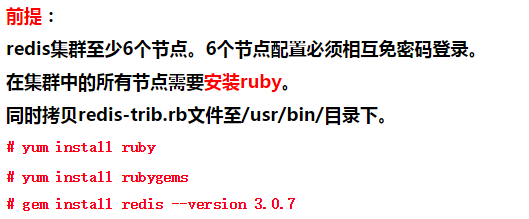 前提：
redis集群至少6个节点。6个节点配置必须相互免密码登录。
在集群中的所有节点需要安装ruby。
同时拷贝redis-trib.rb文件至/usr/bin/目录下。
# yum install ruby
# yum install rubygems
# gem install redis --version 3.0.7